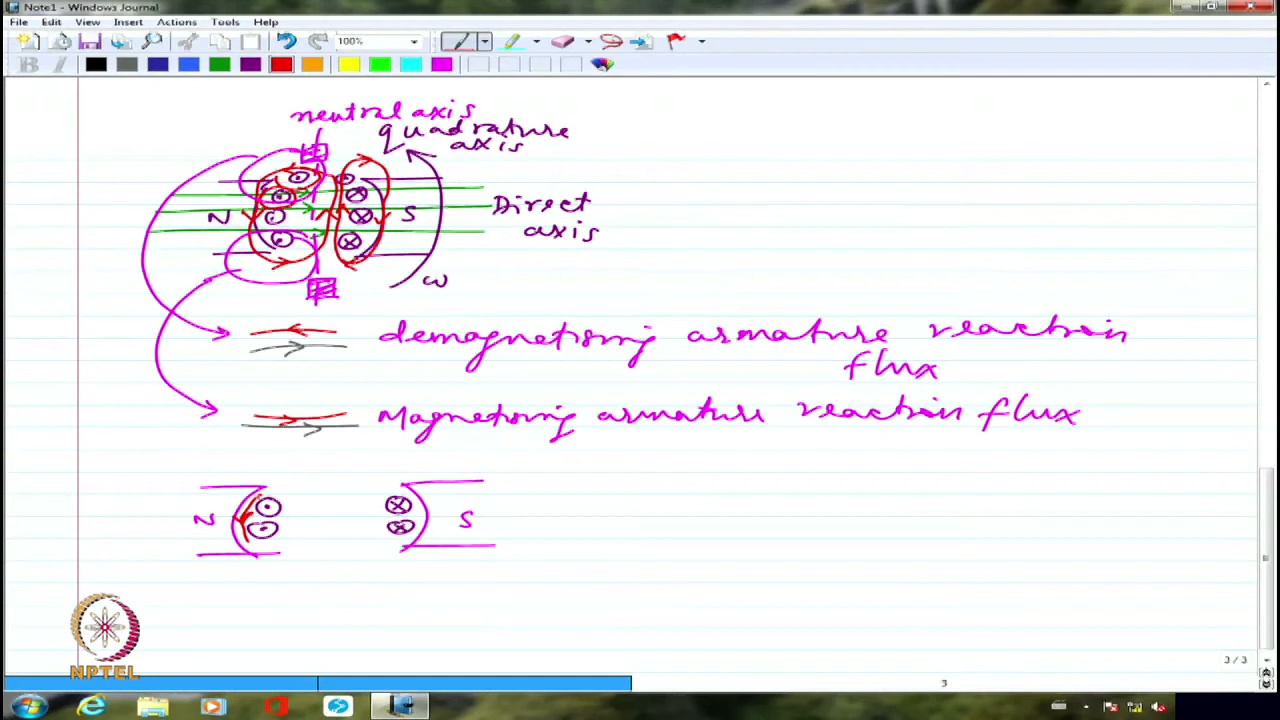 Note1 - Windows Journal
File Edit View Insert Actions Tools Help
100%
B I
neutral axis
quadrature
axis
N S
Direct
axis
ω
demagnetising armature reaction
flux
Magnetising armature reaction flux
N S
NPTEL
3 / 3
3